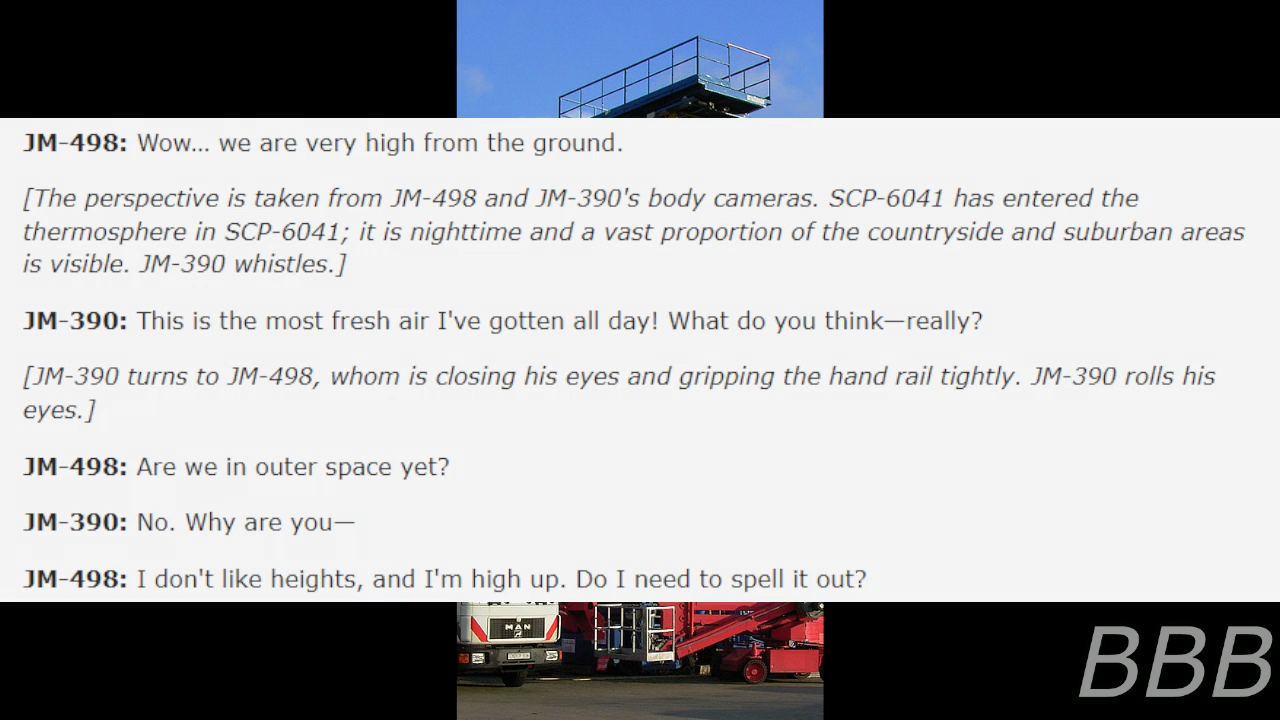 JM-498: Wow... we are very high from the ground.
[The perspective is taken from JM-498 and JM-390's body cameras. SCP-6041 has entered the
thermosphere in SCP-6041; it is nighttime and a vast proportion of the countryside and suburban areas
is visible. JM-390 whistles.]
JM-390: This is the most fresh air I've gotten all day! What do you think—really?
[JM-390 turns to JM-498, whom is closing his eyes and gripping the hand rail tightly. JM-390 rolls his
eyes.]
JM-498: Are we in outer space yet?
JM-390: No. Why are you—
JM-498: I don't like heights, and I'm high up. Do I need to spell it out?
MAN
BBB